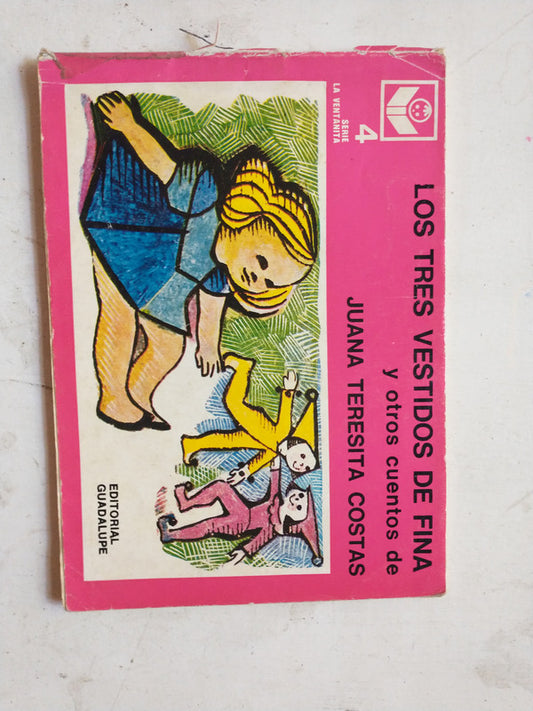 SERIE
4
LA VENTANITA
LOS TRES VESTIDOS DE FINA
y otros cuentos de
JUANA TERESITA COSTAS
EDITORIAL
GUADALUPE